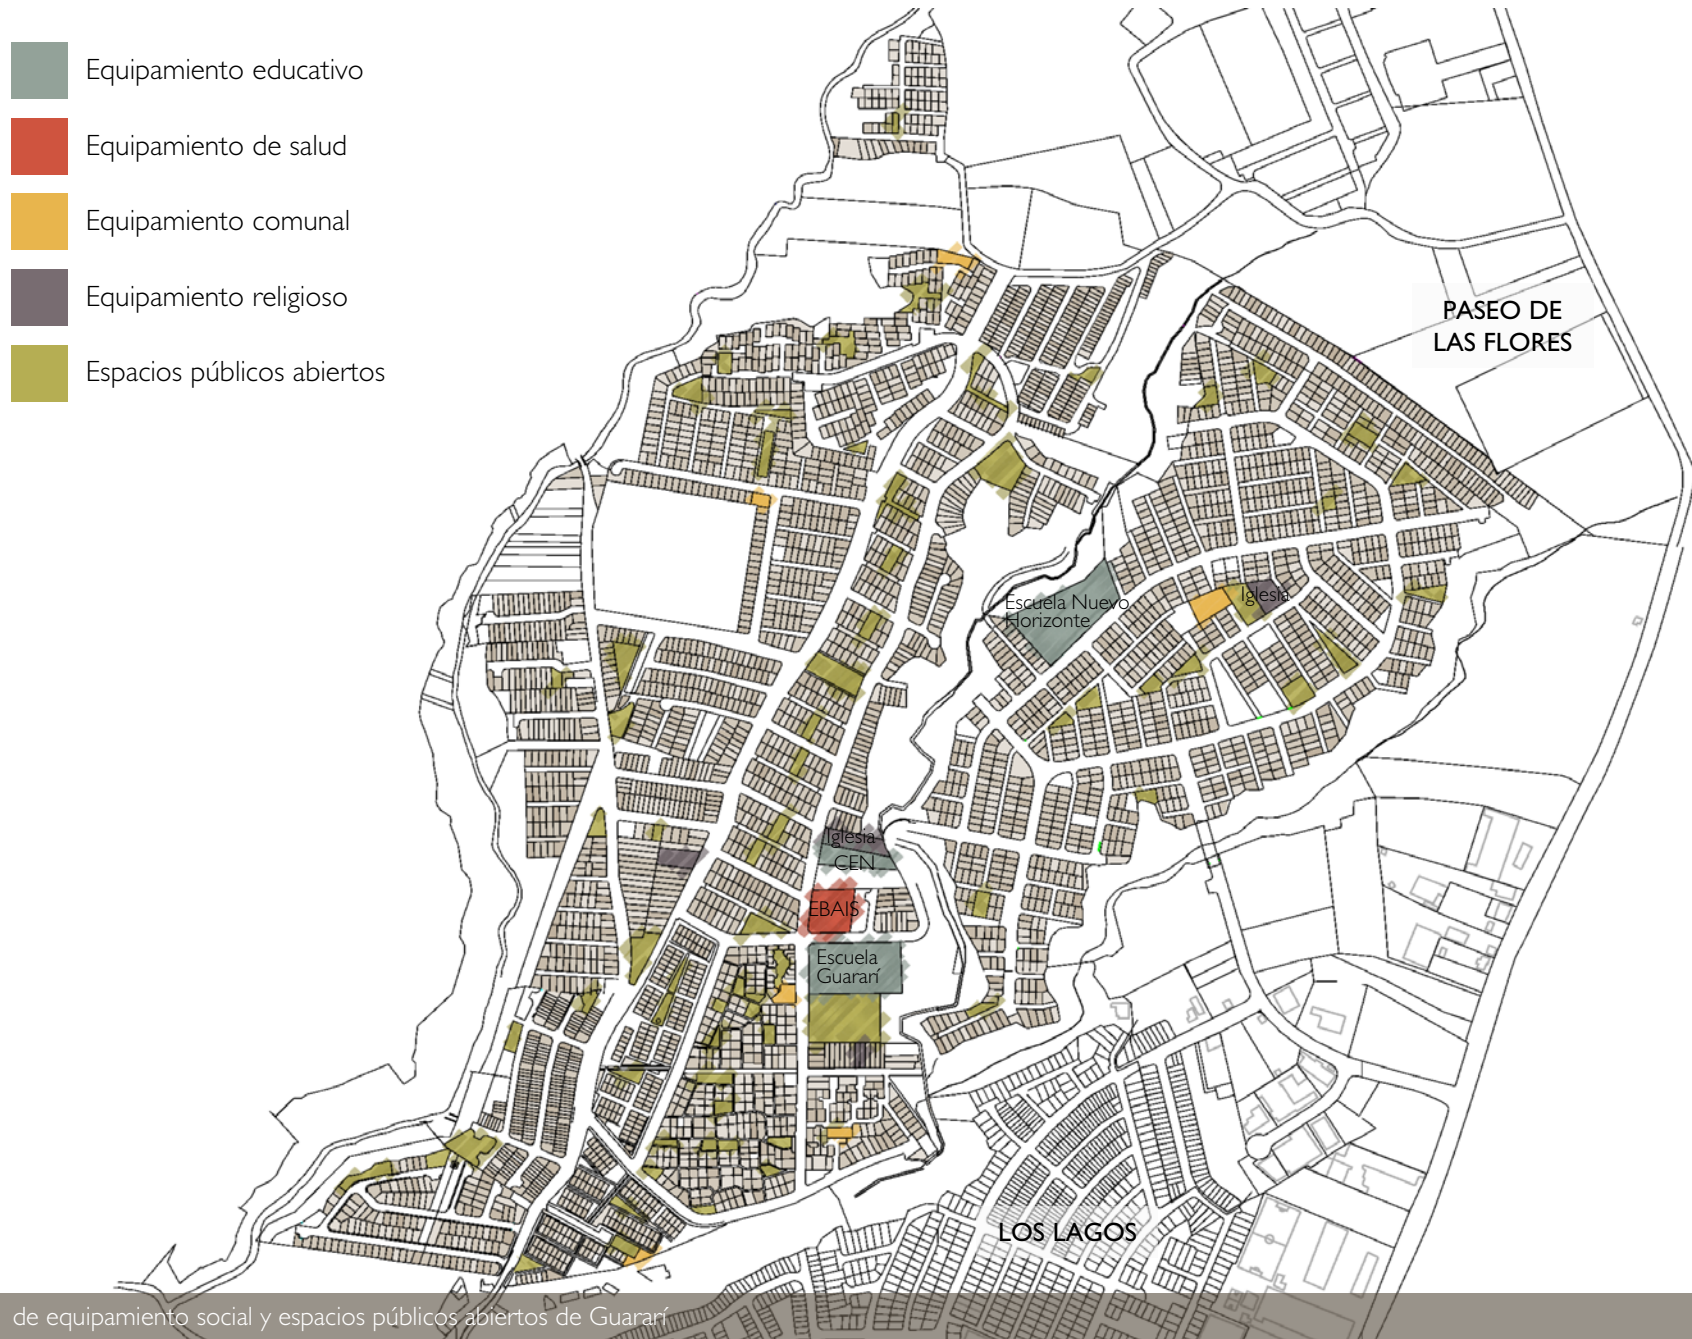 Equipamiento educativo
Equipamiento de salud
Equipamiento comunal
Equipamiento religioso
Espacios públicos abiertos
PASEO DE
LAS FLORES
Escuela Nuevo
Horizonte
Iglesia
Iglesia
CEN
EBAIS
Escuela
Guararí
LOS LAGOS
de equipamiento social y espacios públicos abiertos de Guararí